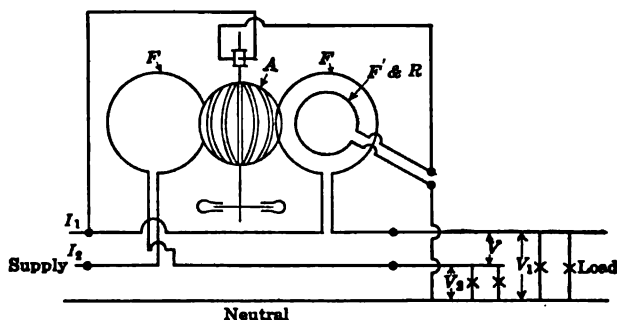 F A F F' & R
I₁
I₂
Supply
V V₁ V₂ Load
Neutral